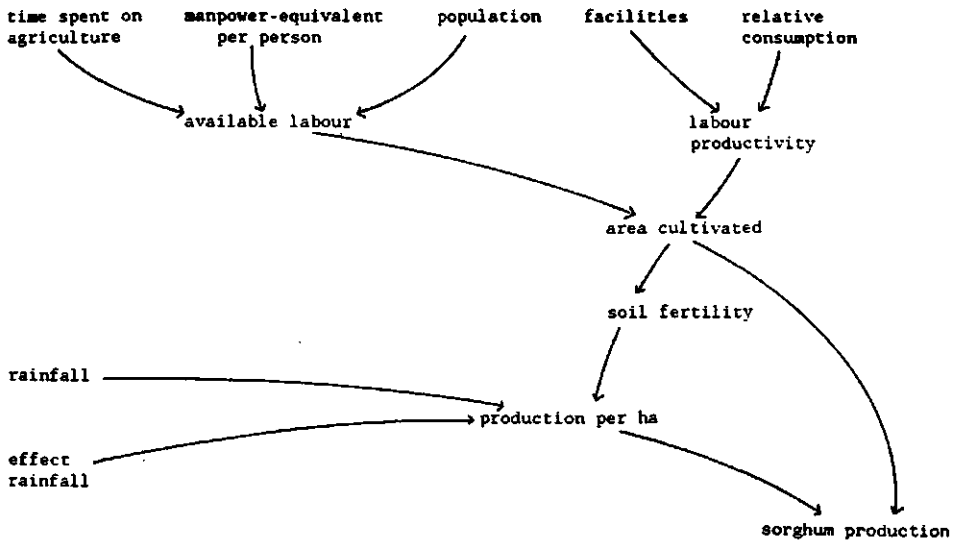 time spent on
agriculture
manpower-equivalent
per person
population
facilities
relative
consumption
available labour
labour
productivity
area cultivated
soil fertility
rainfall
production per ha
effect
rainfall
sorghum production